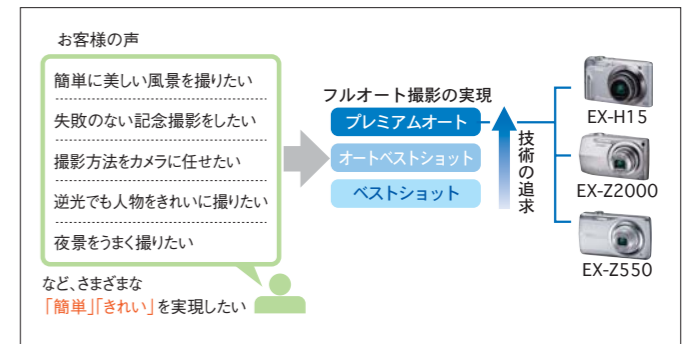 お客様の声
簡単に美しい風景を撮りたい
失敗のない記念撮影をしたい
撮影方法をカメラに任せたい
逆光でも人物をきれいに撮りたい
夜景をうまく撮りたい
など、さまざまな
「簡単」「きれい」を実現したい
フルオート撮影の実現
プレミアムオート
オートベストショット
ベストショット
技術の追求
EX-H15
EX-Z2000
EX-Z550